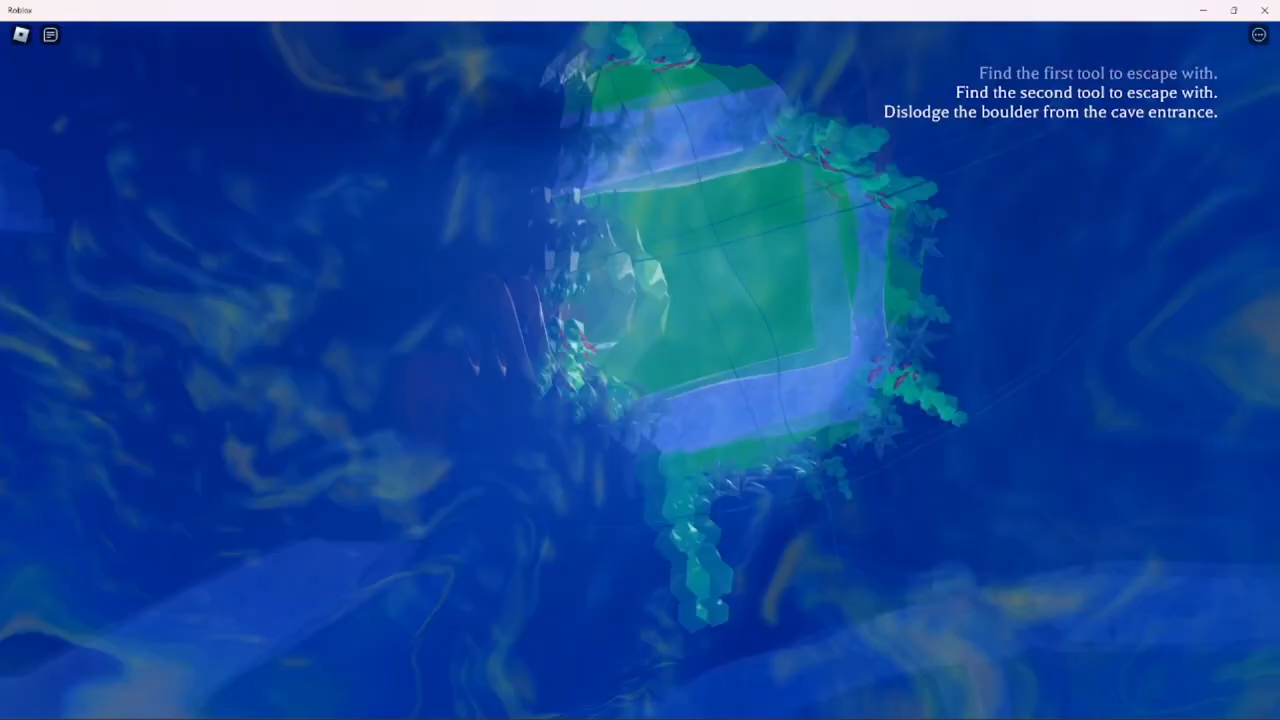 Roblox
Find the first tool to escape with.
Find the second tool to escape with.
Dislodge the boulder from the cave entrance.